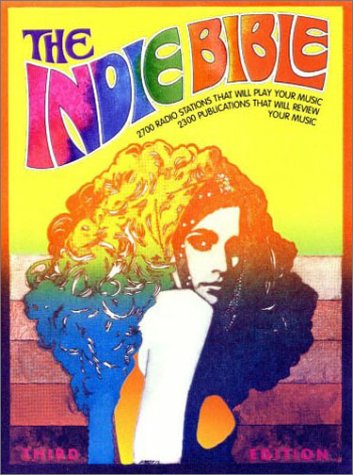 THE
INDIE BIBLE
2700 RADIO STATIONS THAT WILL PLAY YOUR MUSIC
2300 PUBLICATIONS THAT WILL REVIEW
YOUR MUSIC
THIRD EDITION